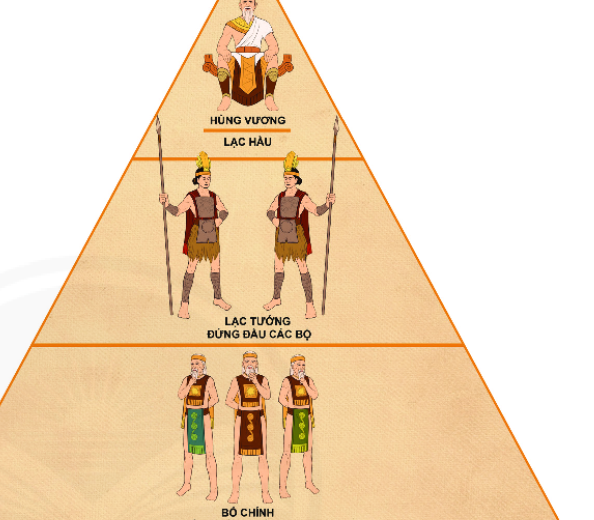 HÙNG VƯƠNG
LẠC HẦU
LẠC TƯỚNG
ĐỨNG ĐẦU CÁC BỘ
BỒ CHÍNH